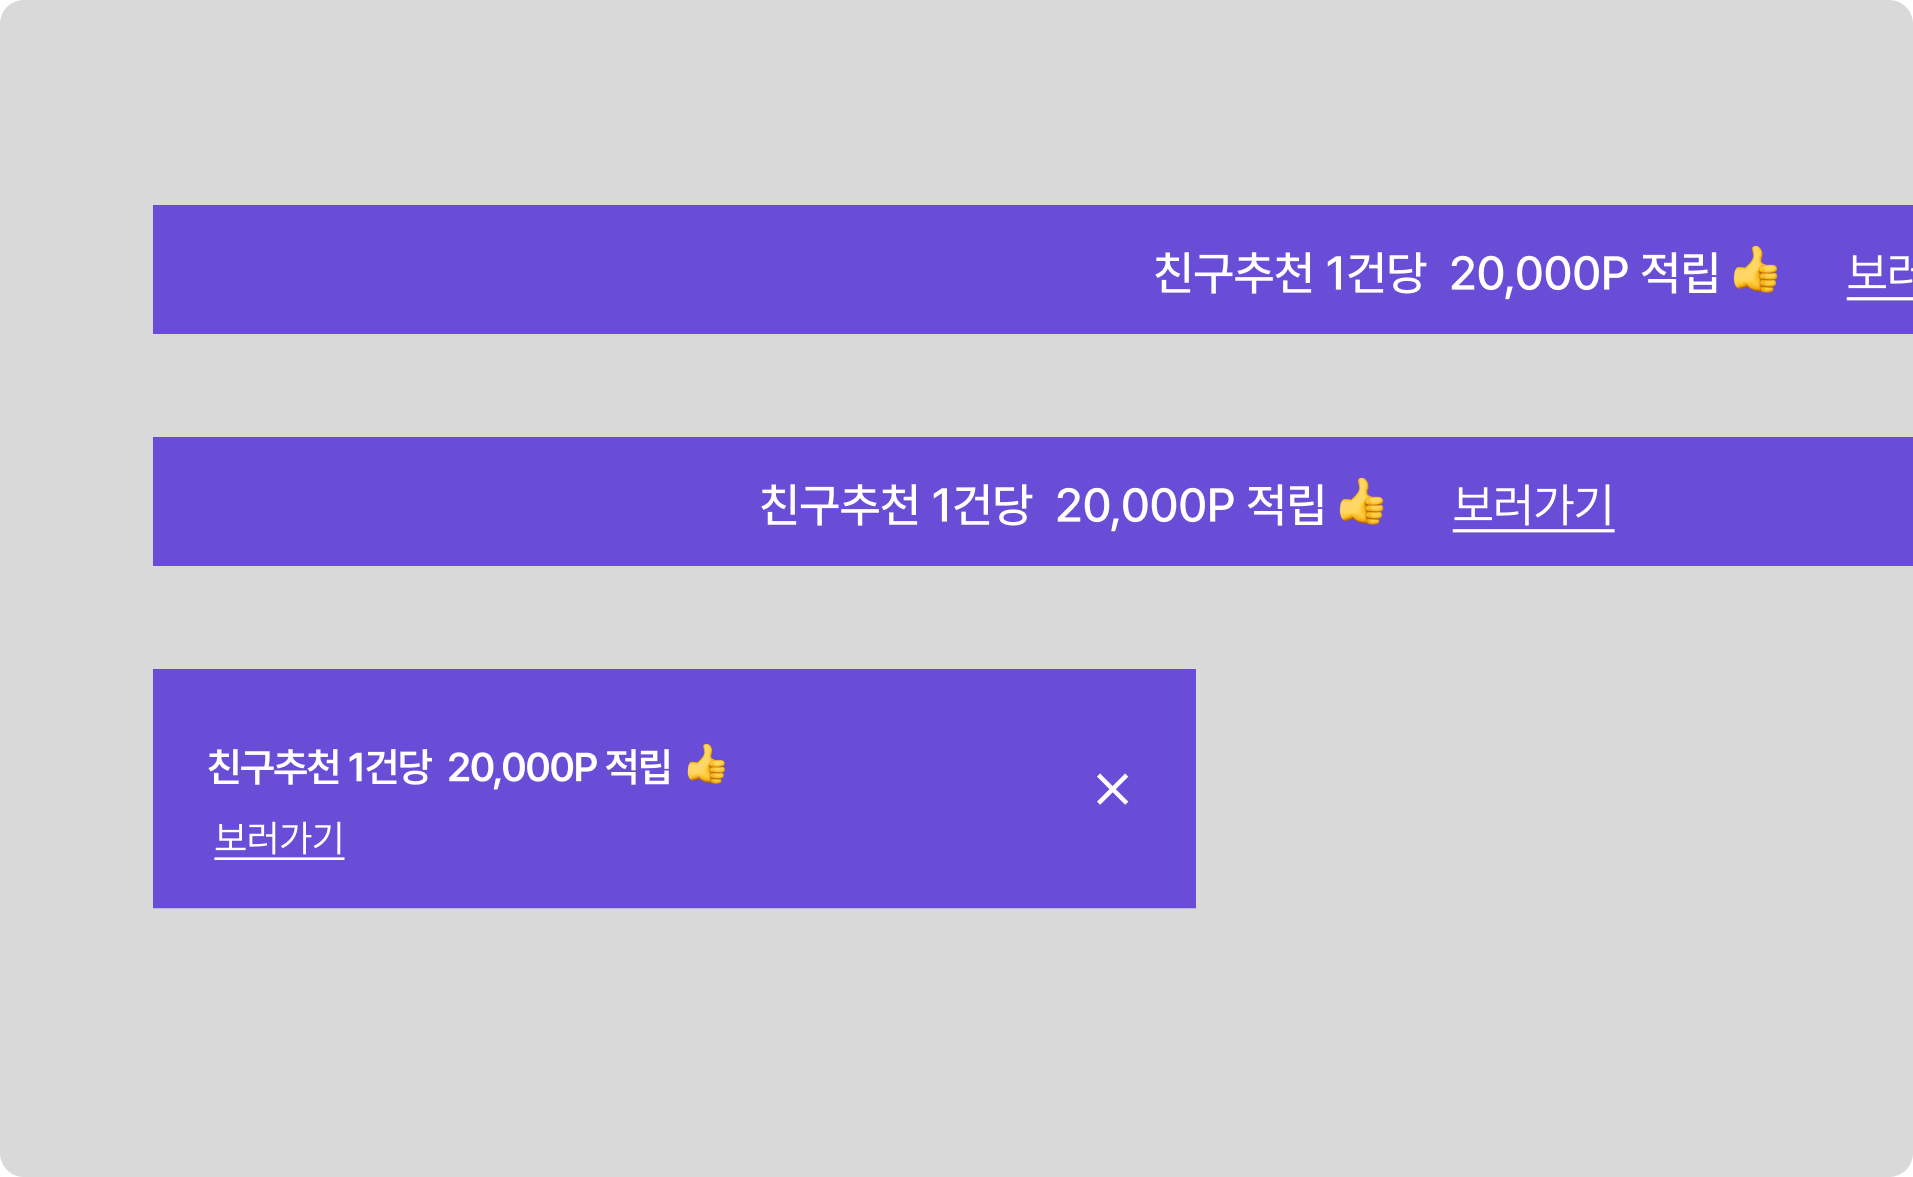 친구추천 1건당 20,000P 적립 👍 보러
친구추천 1건당 20,000P 적립 👍 보러가기
친구추천 1건당 20,000P 적립 👍
보러가기